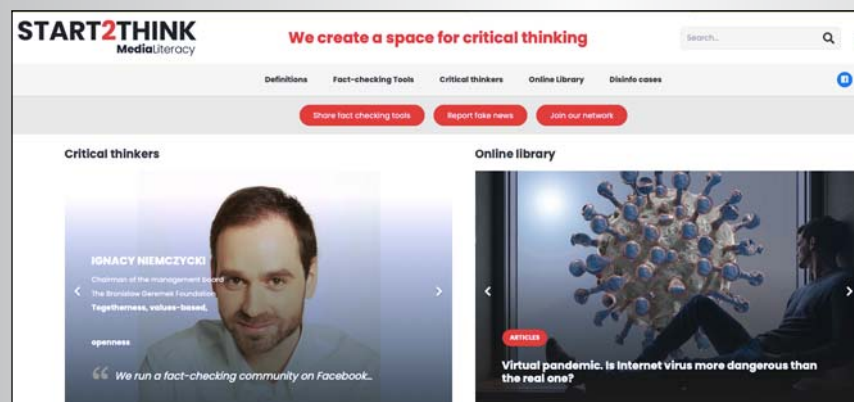 START2THINK
MediaLiteracy
We create a space for critical thinking
Search...
Definitions Fact-checking Tools Critical thinkers Online Library Disinfo cases
Share fact checking tools Report fake news Join our network
Critical thinkers
IGNACY NIEMCZYCKI
Chairman of the management board
The Bronislaw Geremek Foundation
Togetherness, values-based,
openness
“ We run a fact-checking community on Facebook...
Online library
ARTICLES
Virtual pandemic. Is Internet virus more dangerous than
the real one?